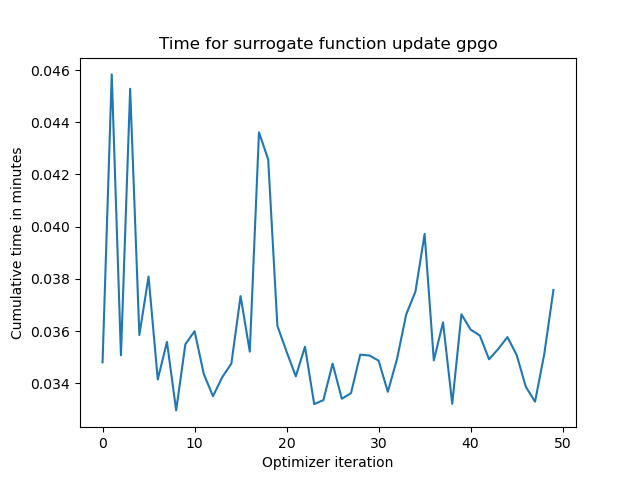 Time for surrogate function update gpgo
Cumulative time in minutes
0.046
0.044
0.042
0.040
0.038
0.036
0.034
0 10 20 30 40 50
Optimizer iteration